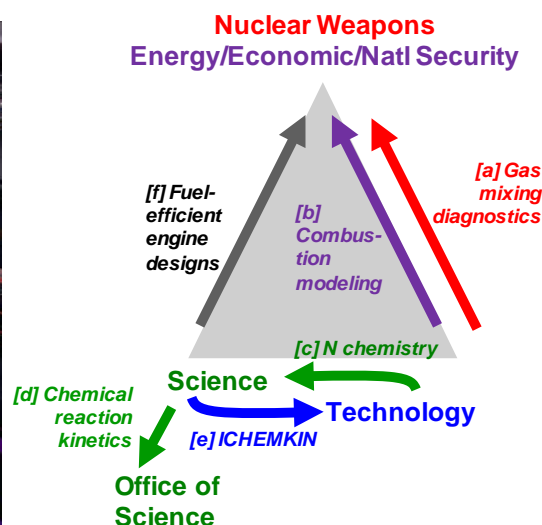 Nuclear Weapons
Energy/Economic/Natl Security
[a] Gas
mixing
diagnostics
[f] Fuel-
efficient
engine
designs
[b]
Combus-
tion
modeling
[c] N chemistry
Science
[d] Chemical
reaction
kinetics
Technology
[e] ICHEMKIN
Office of
Science